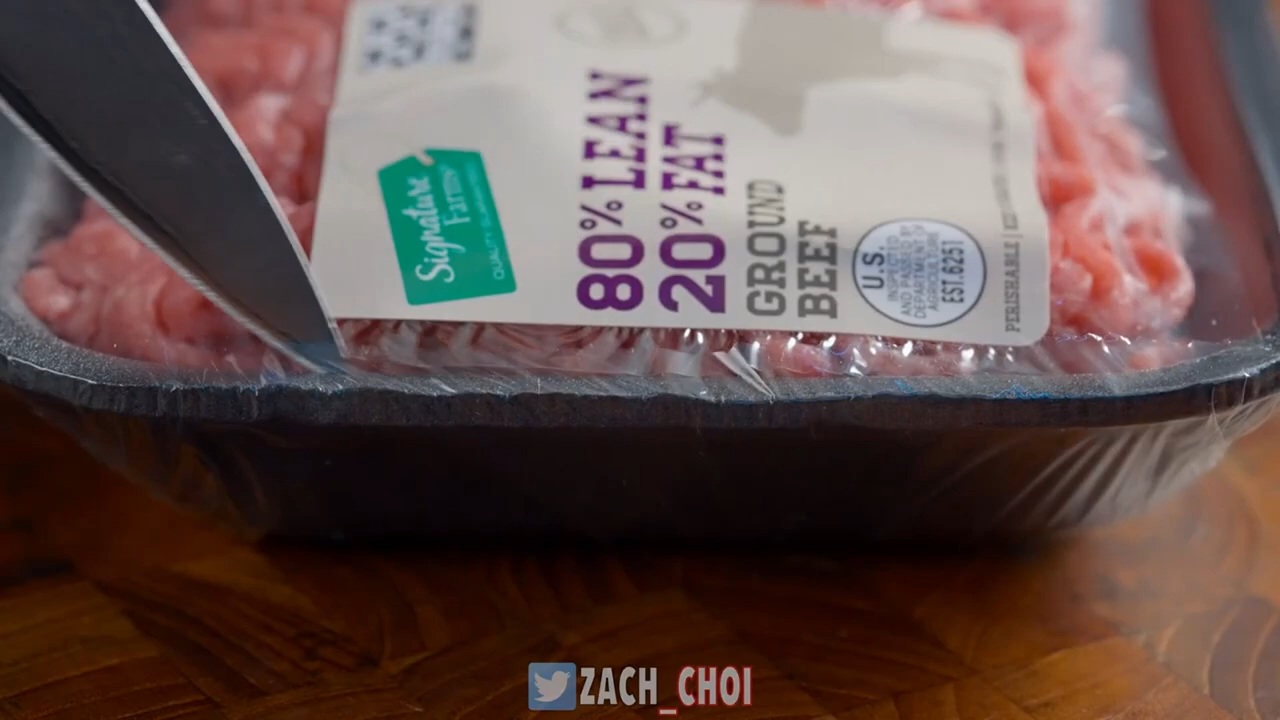 Signature
Farms
QUALITY GUARANTEED
80% LEAN
20% FAT
GROUND
BEEF
U.S.
INSPECTED
AND PASSED BY
DEPARTMENT OF
AGRICULTURE
EST.6251
PERISHABLE
ZACH_CHOI